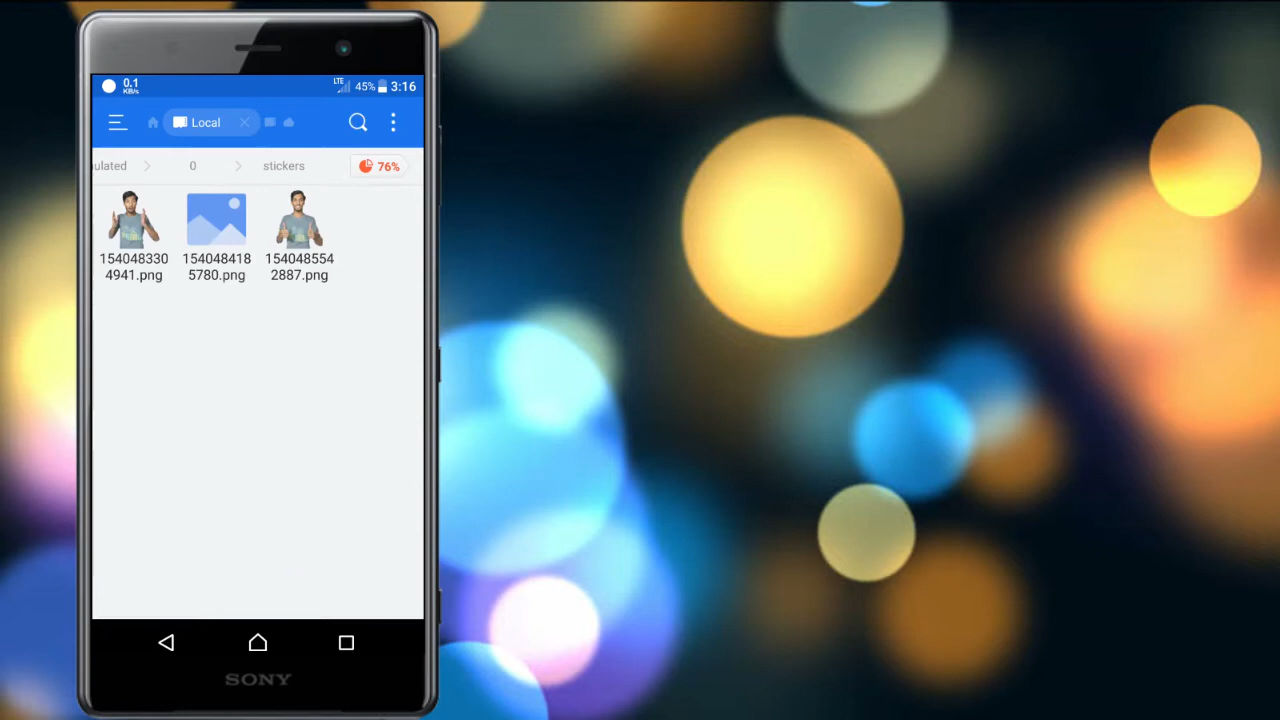 0.1
KB/s
LTE
45%
3:16
Local
ulated
0
stickers
76%
154048330
4941.png
154048418
5780.png
154048554
2887.png
SONY